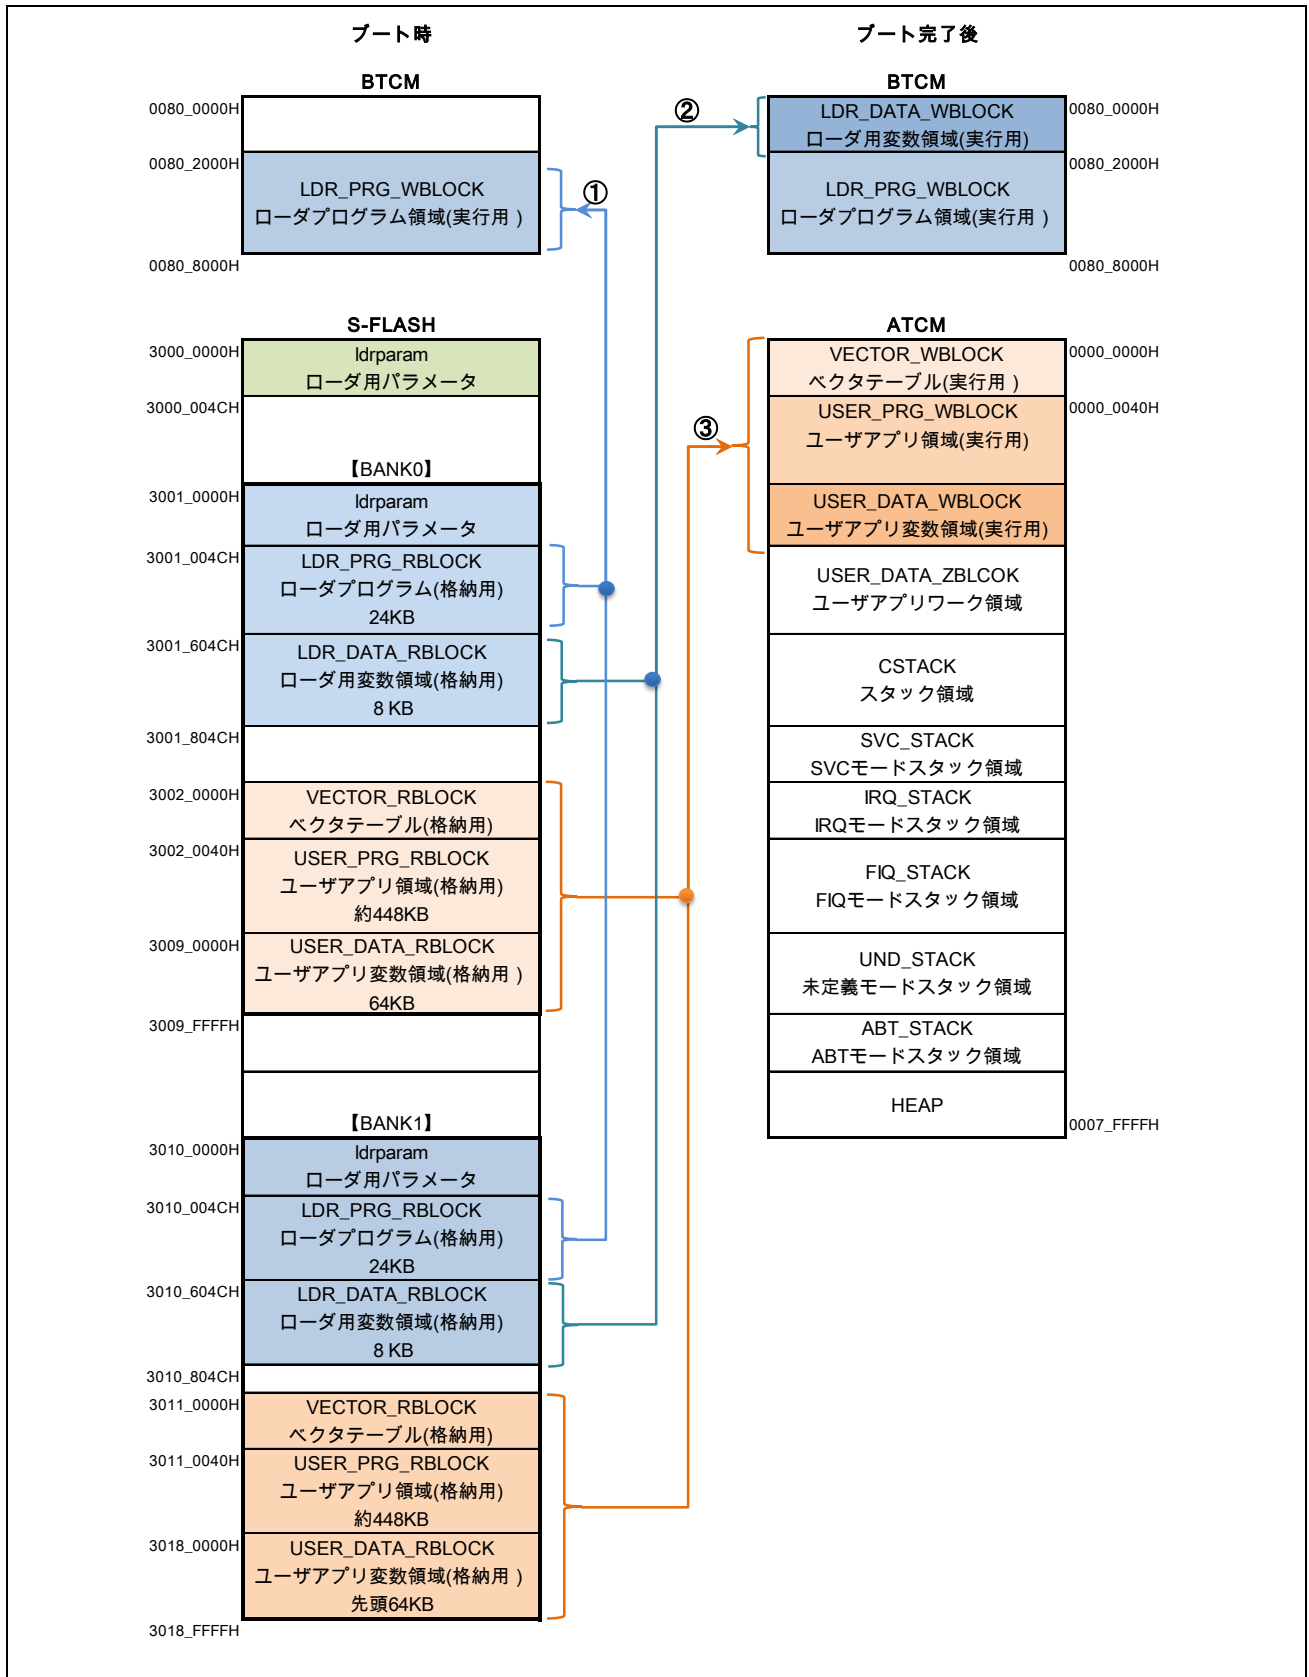 ブート時
BTCM
0080_0000H
0080_2000H
LDR_PRG_WBLOCK
ローダプログラム領域(実行用 )
0080_8000H
①
②
③
S-FLASH
3000_0000H
ldrparam
ローダ用パラメータ
3000_004CH
【BANK0】
3001_0000H
ldrparam
ローダ用パラメータ
3001_004CH
LDR_PRG_RBLOCK
ローダプログラム(格納用)
24KB
3001_604CH
LDR_DATA_RBLOCK
ローダ用変数領域(格納用)
8 KB
3001_804CH
3002_0000H
VECTOR_RBLOCK
ベクタテーブル(格納用)
3002_0040H
USER_PRG_RBLOCK
ユーザアプリ領域(格納用)
約448KB
3009_0000H
USER_DATA_RBLOCK
ユーザアプリ変数領域(格納用 )
64KB
3009_FFFFH
【BANK1】
3010_0000H
ldrparam
ローダ用パラメータ
3010_004CH
LDR_PRG_RBLOCK
ローダプログラム(格納用)
24KB
3010_604CH
LDR_DATA_RBLOCK
ローダ用変数領域(格納用)
8 KB
3010_804CH
3011_0000H
VECTOR_RBLOCK
ベクタテーブル(格納用)
3011_0040H
USER_PRG_RBLOCK
ユーザアプリ領域(格納用)
約448KB
3018_0000H
USER_DATA_RBLOCK
ユーザアプリ変数領域(格納用 )
先頭64KB
3018_FFFFH
ブート完了後
BTCM
LDR_DATA_WBLOCK
ローダ用変数領域(実行用)
0080_0000H
0080_2000H
LDR_PRG_WBLOCK
ローダプログラム領域(実行用 )
0080_8000H
ATCM
VECTOR_WBLOCK
ベクタテーブル(実行用 )
0000_0000H
0000_0040H
USER_PRG_WBLOCK
ユーザアプリ領域(実行用)
USER_DATA_WBLOCK
ユーザアプリ変数領域(実行用)
USER_DATA_ZBLCOK
ユーザアプリワーク領域
CSTACK
スタック領域
SVC_STACK
SVCモードスタック領域
IRQ_STACK
IRQモードスタック領域
FIQ_STACK
FIQモードスタック領域
UND_STACK
未定義モードスタック領域
ABT_STACK
ABTモードスタック領域
HEAP
0007_FFFFH